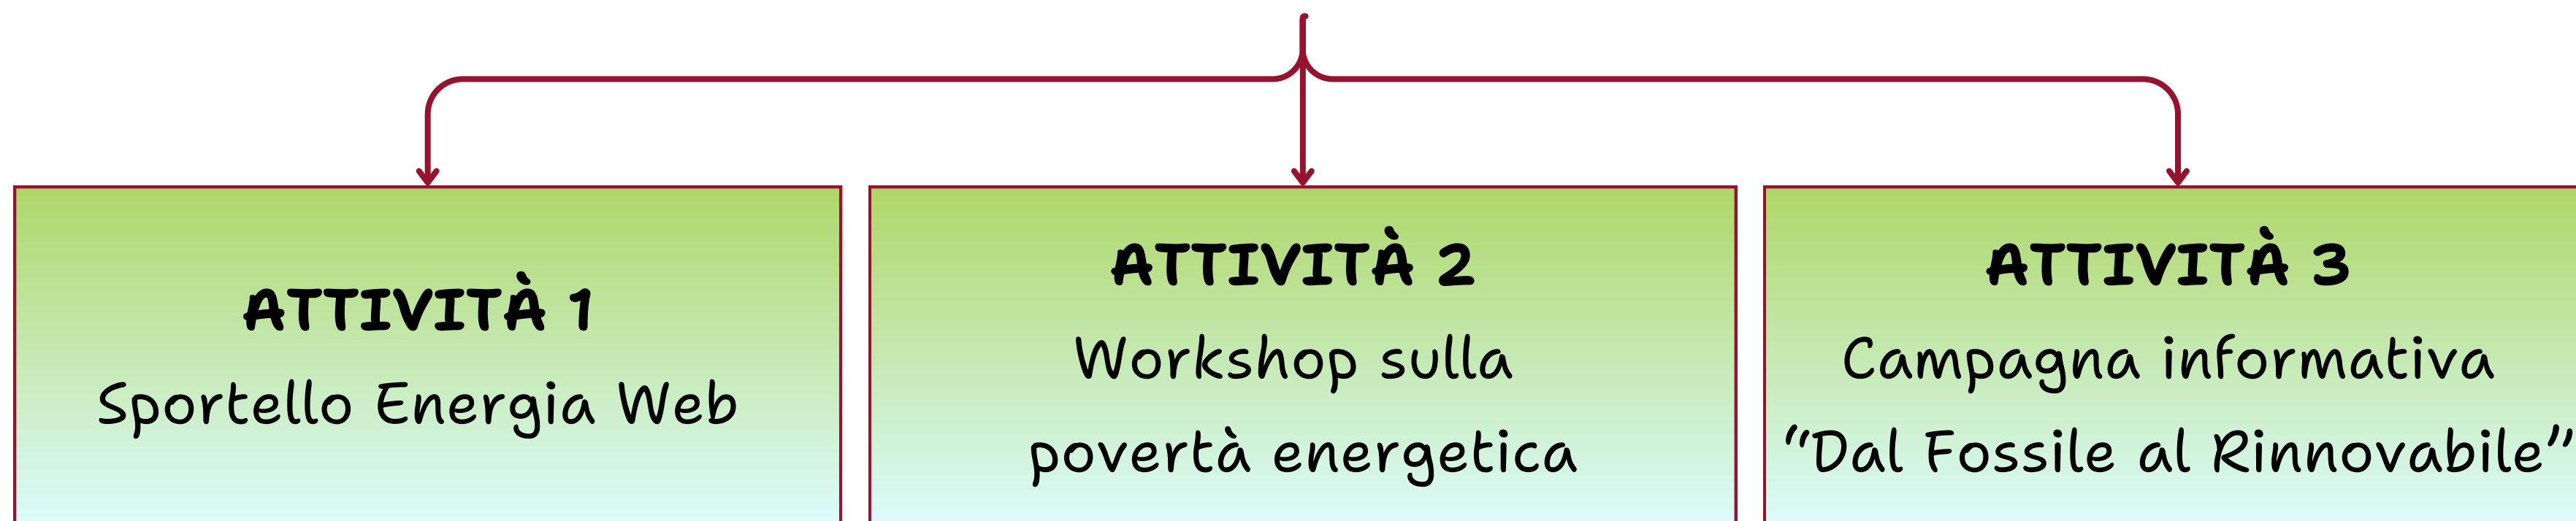 ATTIVITÀ 1
Sportello Energia Web
ATTIVITÀ 2
Workshop sulla
povertà energetica
ATTIVITÀ 3
Campagna informativa
“Dal Fossile al Rinnovabile”